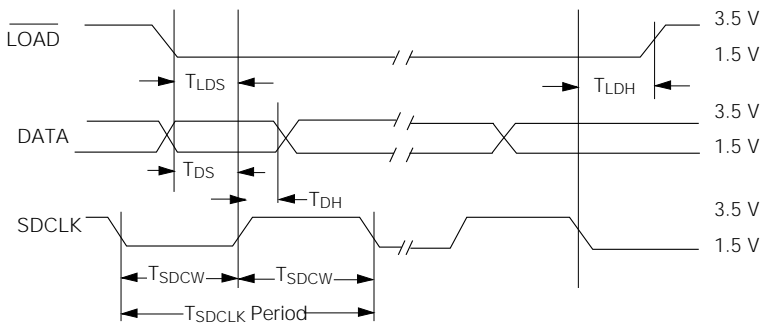 LOAD
3.5 V
1.5 V
TLDS
TLDH
DATA
3.5 V
1.5 V
TDS
TDH
SDCLK
3.5 V
1.5 V
TSDCW
TSDCW
TSDCLK Period